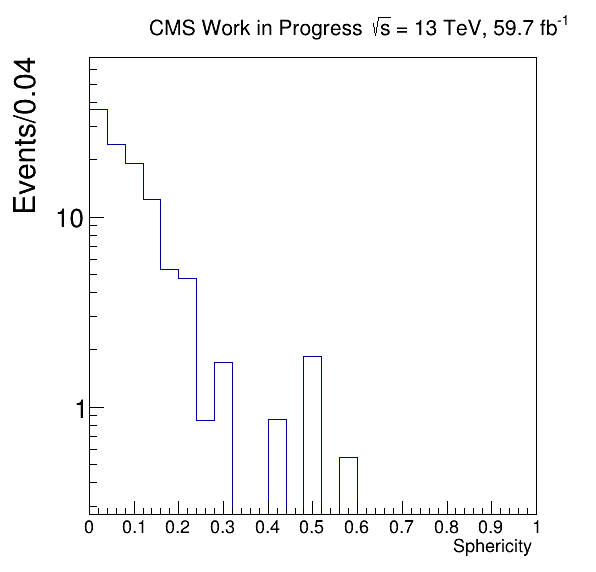 CMS Work in Progress √s = 13 TeV, 59.7 fb⁻¹
Events/0.04
10
1
0 0.1 0.2 0.3 0.4 0.5 0.6 0.7 0.8 0.9 1
Sphericity